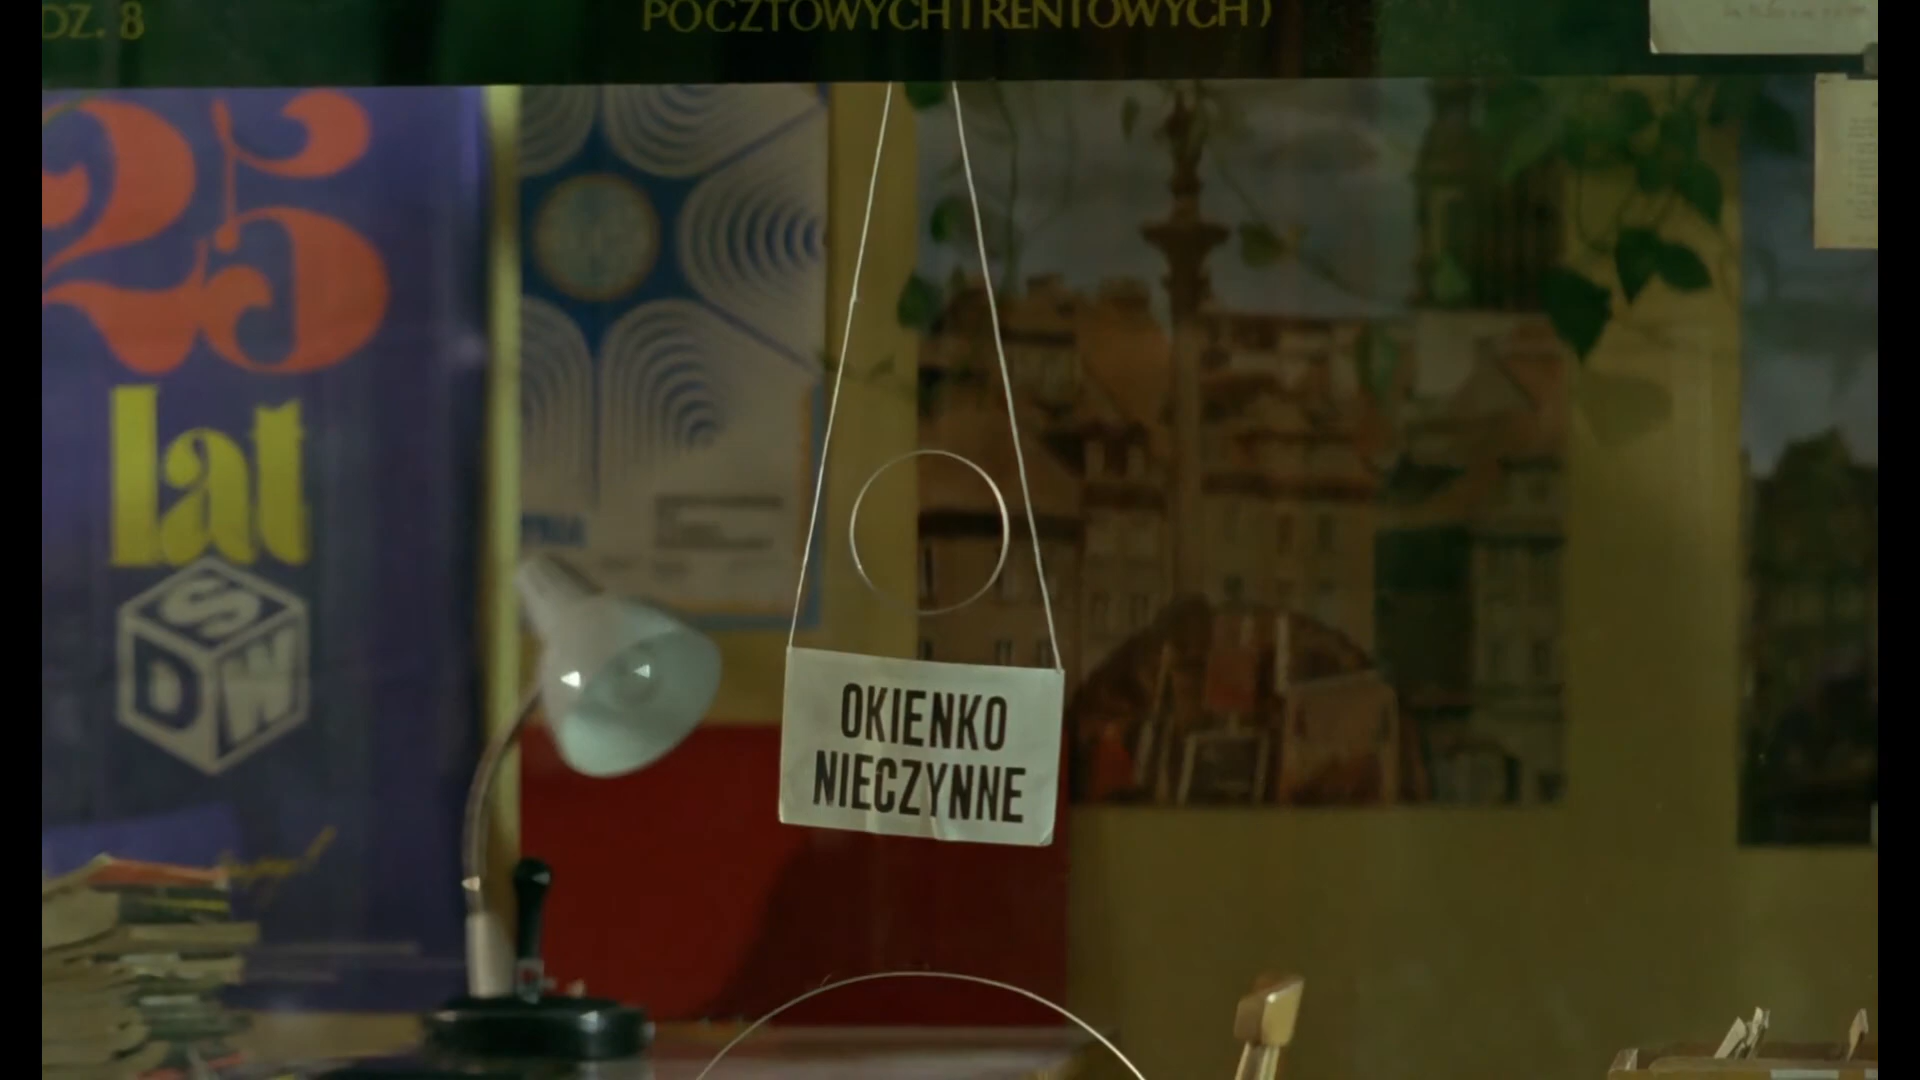 DZ. 8
POCZTOWYCH I RENTOWYCH)
25
lat
S
D W
OKIENKO
NIECZYNNE